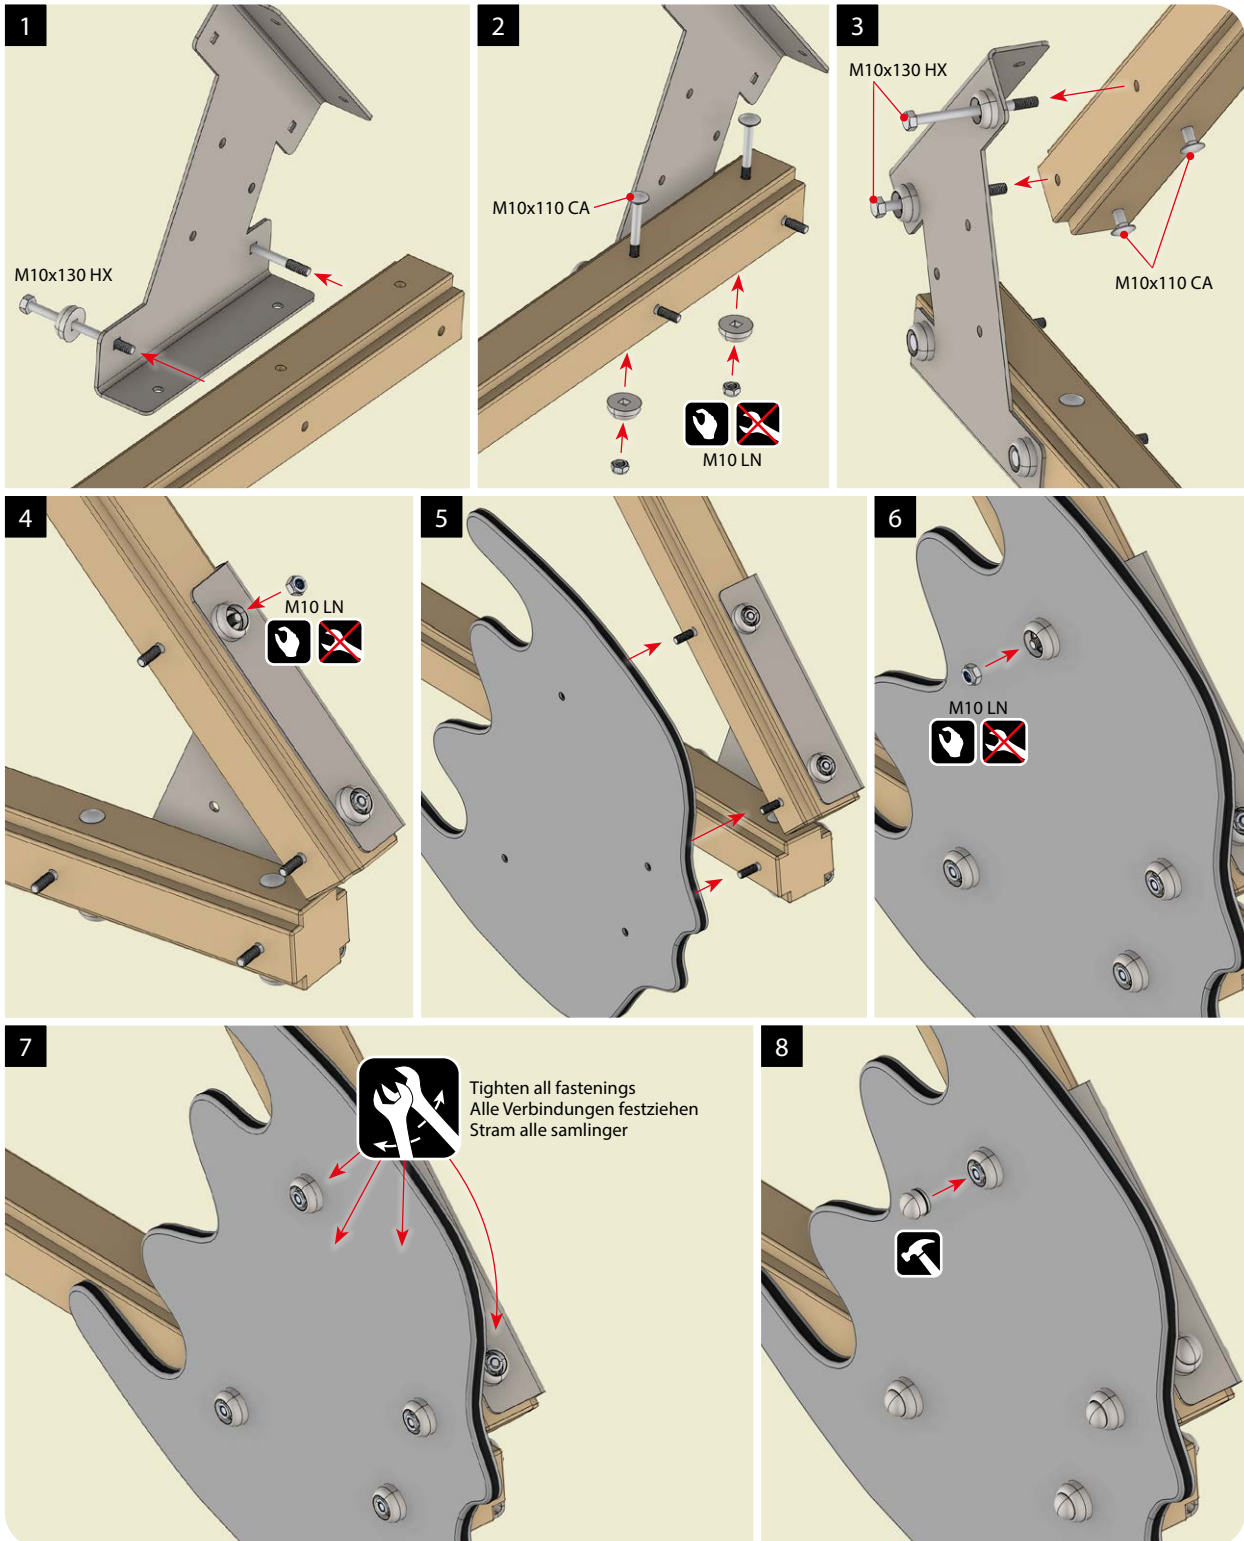 1
M10x130 HX
2
M10x110 CA
M10 LN
3
M10x130 HX
M10x110 CA
4
M10 LN
5
6
M10 LN
7
Tighten all fastenings
Alle Verbindungen festziehen
Stram alle samlinger
8